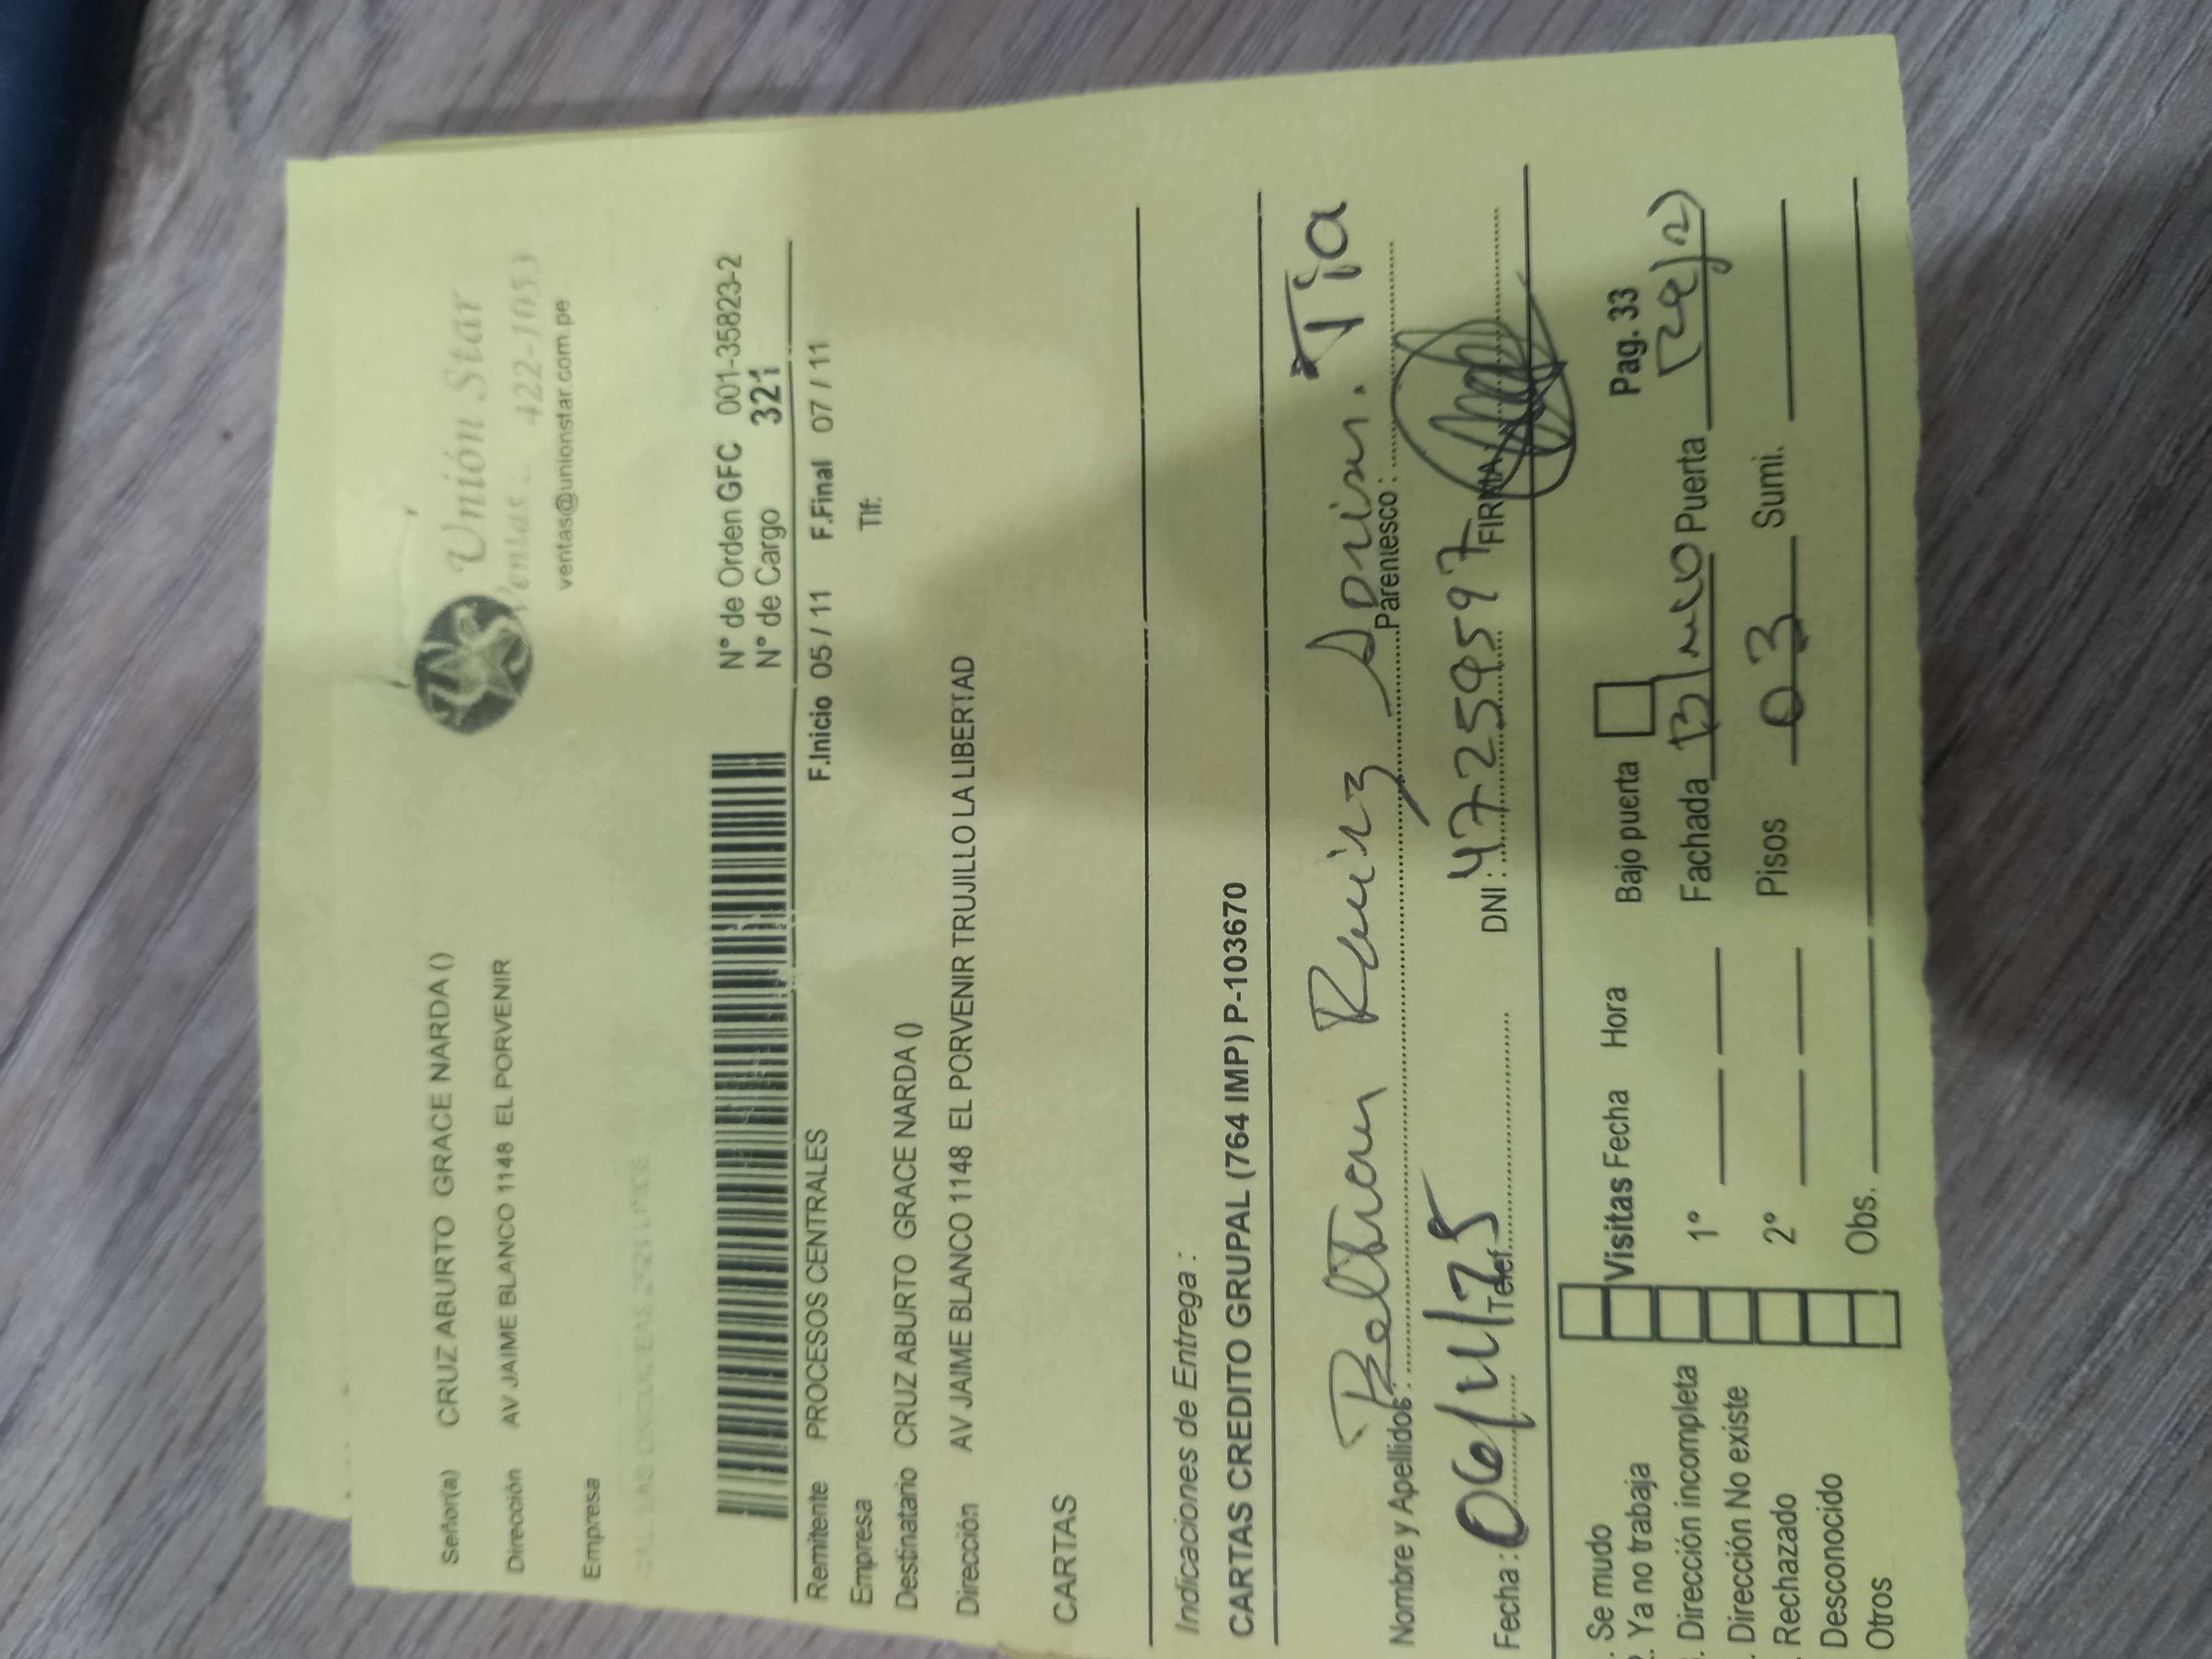 Unión Star
Ventas : 422-1053
ventas@unionstar.com.pe
Señor(a) CRUZ ABURTO GRACE NARDA ()
Dirección AV JAIME BLANCO 1148 EL PORVENIR
Empresa
N° de Orden GFC 001-35823-2
N° de Cargo 321
Remitente PROCESOS CENTRALES F.Inicio 05 / 11 F.Final 07 / 11
Empresa Tlf:
Destinatario CRUZ ABURTO GRACE NARDA ()
Dirección AV JAIME BLANCO 1148 EL PORVENIR TRUJILLO LA LIBERTAD
CARTAS
Indicaciones de Entrega :
CARTAS CREDITO GRUPAL (764 IMP) P-103670
Nombre y Apellidos : Beltran Ramirez Parentesco : Tia
Fecha : 06/11/25 Telef. DNI : 47259597 FIRMA
Se mudo
Ya no trabaja Visitas Fecha Hora Bajo puerta Pag. 33
Dirección incompleta 1° Fachada Blanco Puerta
Dirección No existe
Rechazado 2° Pisos 03 Sumi.
Desconocido
Otros Obs.